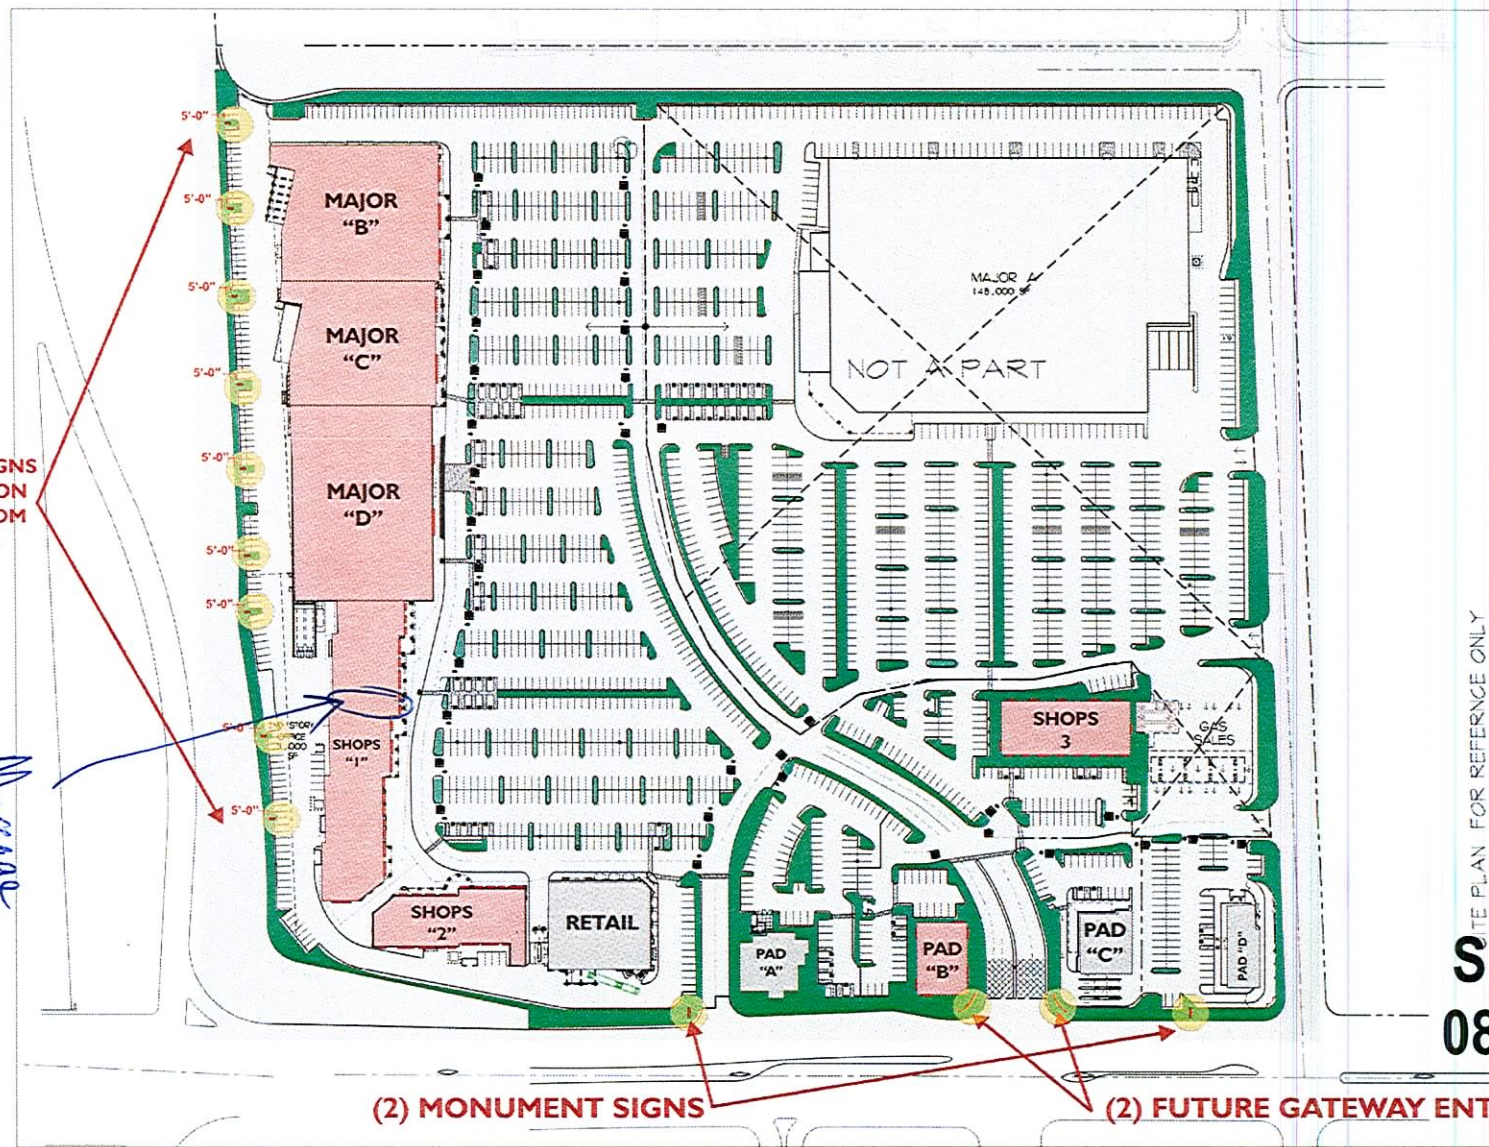 5'-0"
5'-0"
5'-0"
5'-0"
5'-0"
5'-0"
5'-0"
5'-0"
5'-0"
GNS
ON
OM
MAJOR
“B”
MAJOR
“C”
MAJOR
“D”
MAJOR A
148,000 SF
NOT A PART
SHOPS
“1”
SHOPS
“2”
RETAIL
SHOPS
3
GAS
SALES
PAD
“A”
PAD
“B”
PAD
“C”
PAD “D”
(2) MONUMENT SIGNS
(2) FUTURE GATEWAY ENT
SITE PLAN FOR REFERNCE ONLY
S
08